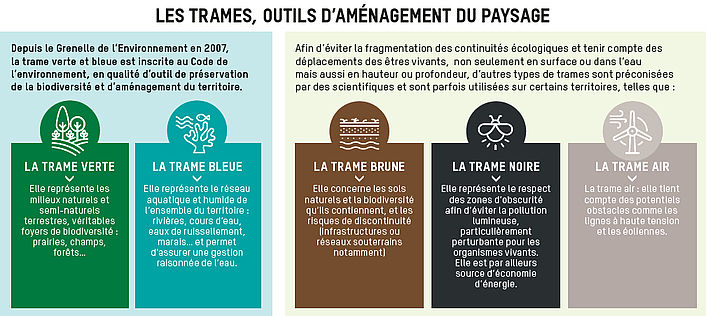 LES TRAMES, OUTILS D'AMÉNAGEMENT DU PAYSAGE
Depuis le Grenelle de l'Environnement en 2007,
la trame verte et bleue est inscrite au Code de
l'environnement, en qualité d'outil de préservation
de la biodiversité et d'aménagement du territoire.
LA TRAME VERTE
Elle représente les
milieux naturels et
semi-naturels
terrestres, véritables
foyers de biodiversité :
prairies, champs,
forêts...
LA TRAME BLEUE
Elle représente le réseau
aquatique et humide de
l'ensemble du territoire :
rivières, cours d'eau,
eaux de ruissellement,
marais... et permet
d'assurer une gestion
raisonnée de l'eau.
Afin d'éviter la fragmentation des continuités écologiques et tenir compte des
déplacements des êtres vivants, non seulement en surface ou dans l'eau
mais aussi en hauteur ou profondeur, d'autres types de trames sont préconisées
par des scientifiques et sont parfois utilisées sur certains territoires, telles que :
LA TRAME BRUNE
Elle concerne les sols
naturels et la biodiversité
qu'ils contiennent, et les
risques de discontinuité
(infrastructures ou
réseaux souterrains
notamment)
LA TRAME NOIRE
Elle représente le respect
des zones d'obscurité
afin d'éviter la pollution
lumineuse,
particulièrement
perturbante pour les
organismes vivants.
Elle est par ailleurs
source d'économie
d'énergie.
LA TRAME AIR
La trame air : elle tient
compte des potentiels
obstacles comme les
lignes à haute tension
et les éoliennes.